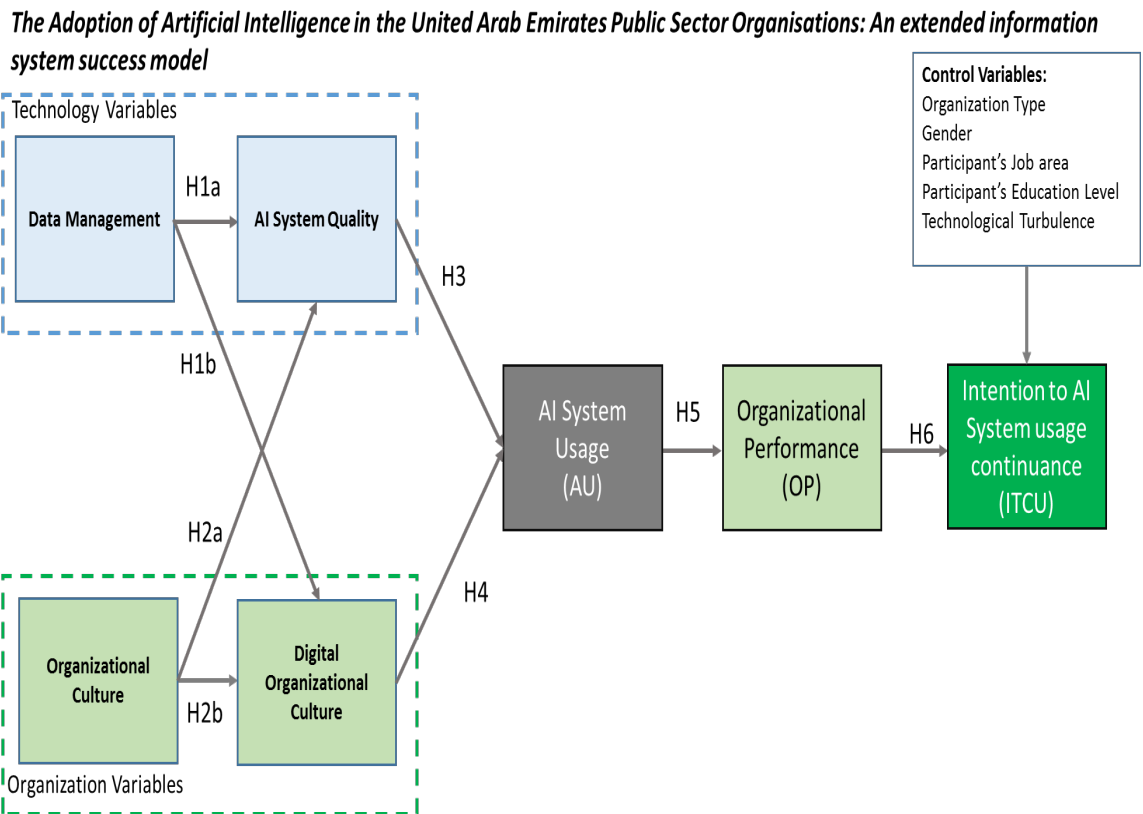 The Adoption of Artificial Intelligence in the United Arab Emirates Public Sector Organisations: An extended information
system success model
Control Variables:
Organization Type
Gender
Participant's Job area
Participant's Education Level
Technological Turbulence
Technology Variables
Data Management
H1a
AI System Quality
H3
H1b
AI System
Usage
(AU)
H5
Organizational
Performance
(OP)
H6
Intention to AI
System usage
continuance
(ITCU)
H2a
H4
Organizational
Culture
H2b
Digital
Organizational
Culture
Organization Variables